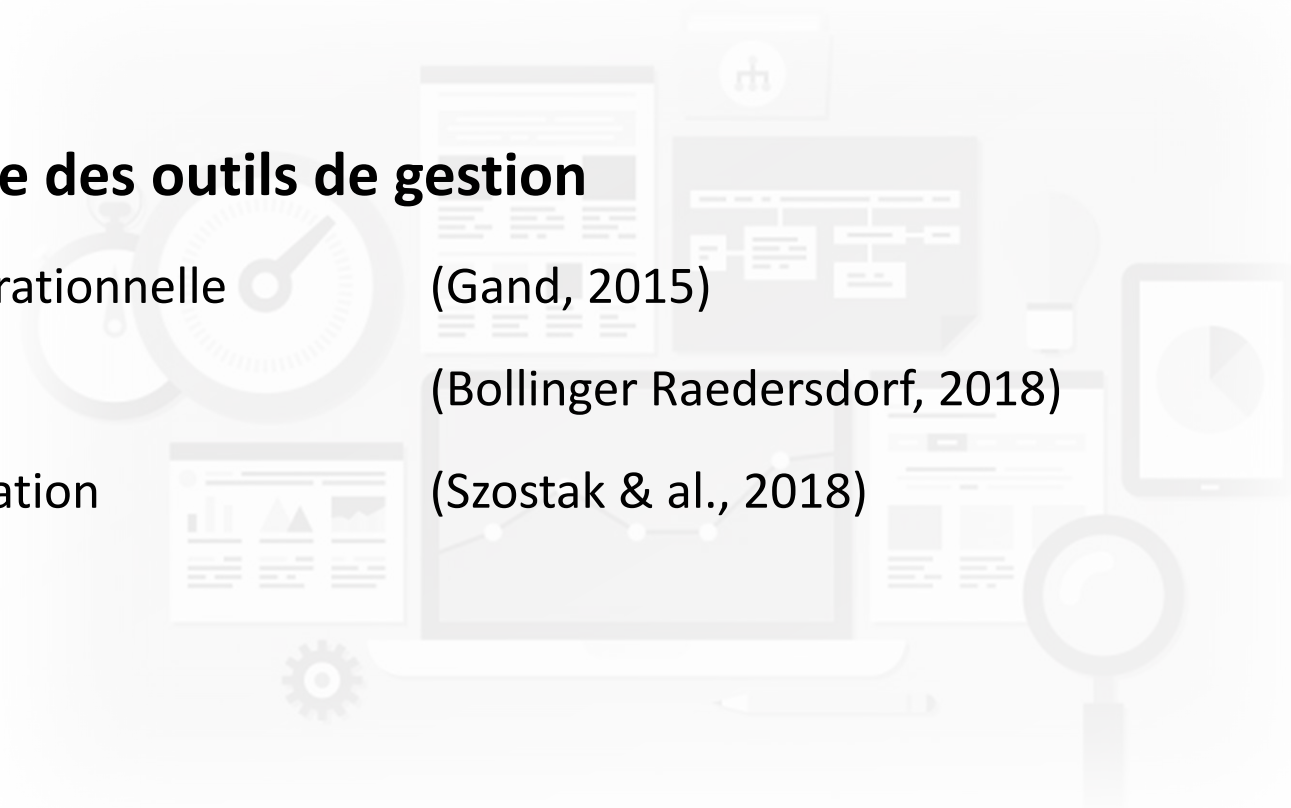 e des outils de gestion
rationnelle (Gand, 2015)
(Bollinger Raedersdorf, 2018)
ation (Szostak & al., 2018)